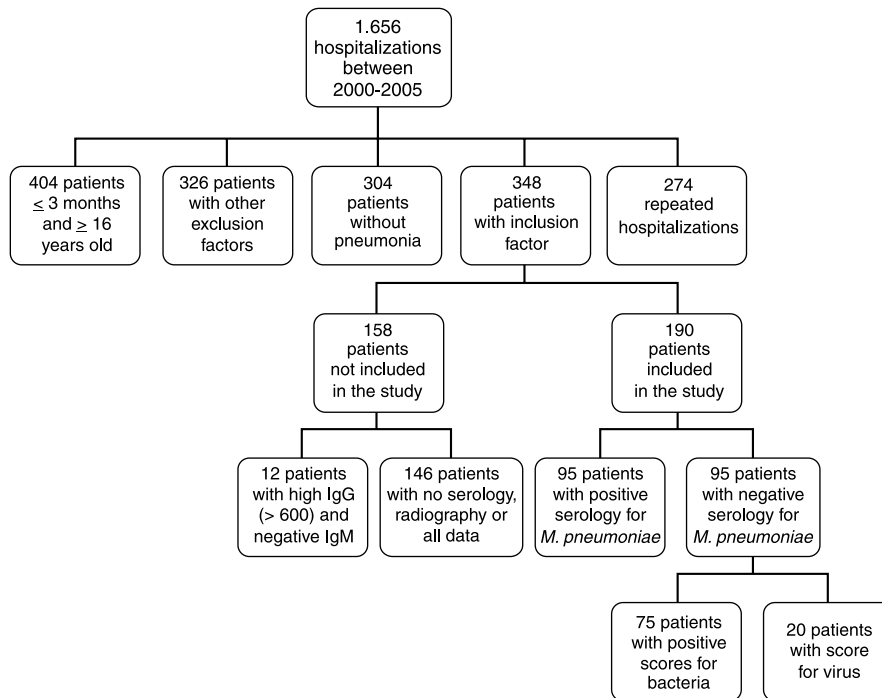 1.656
hospitalizations
between
2000-2005
404 patients
≤ 3 months
and ≥ 16
years old
326 patients
with other
exclusion
factors
304
patients
without
pneumonia
348
patients
with inclusion
factor
274
repeated
hospitalizations
158
patients
not included
in the study
190
patients
included
in the study
12 patients
with high IgG
(> 600) and
negative IgM
146 patients
with no serology,
radiography or
all data
95 patients
with positive
serology for
M. pneumoniae
95 patients
with negative
serology for
M. pneumoniae
75 patients
with positive
scores for
bacteria
20 patients
with score
for virus